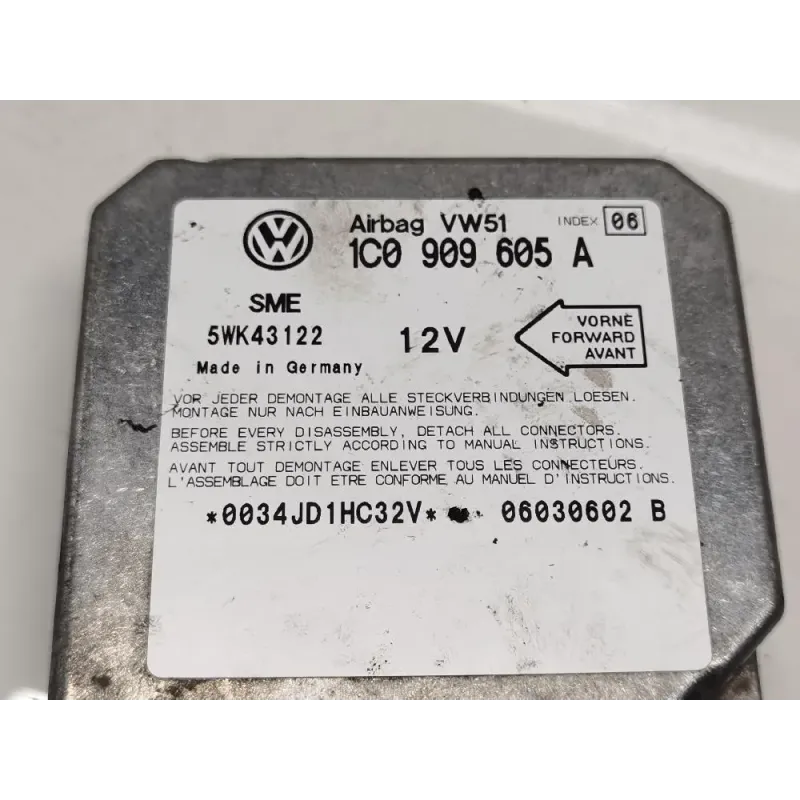 Airbag VW51 INDEX 06
1C0 909 605 A
SME
5WK43122 12V
VORNE
FORWARD
AVANT
Made in Germany
VOR JEDER DEMONTAGE ALLE STECKVERBINDUNGEN LOESEN.
MONTAGE NUR NACH EINBAUANWEISUNG.
BEFORE EVERY DISASSEMBLY, DETACH ALL CONNECTORS.
ASSEMBLE STRICTLY ACCORDING TO MANUAL INSTRUCTIONS.
AVANT TOUT DEMONTAGE ENLEVER TOUS LES CONNECTEURS.
L'ASSEMBLAGE DOIT ETRE CONFORME AU MANUEL D'INSTRUCTIONS.
*0034JD1HC32V* 06030602 B